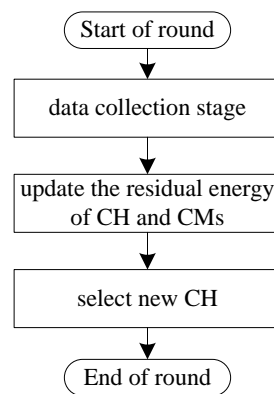 Start of round
data collection stage
update the residual energy
of CH and CMs
select new CH
End of round